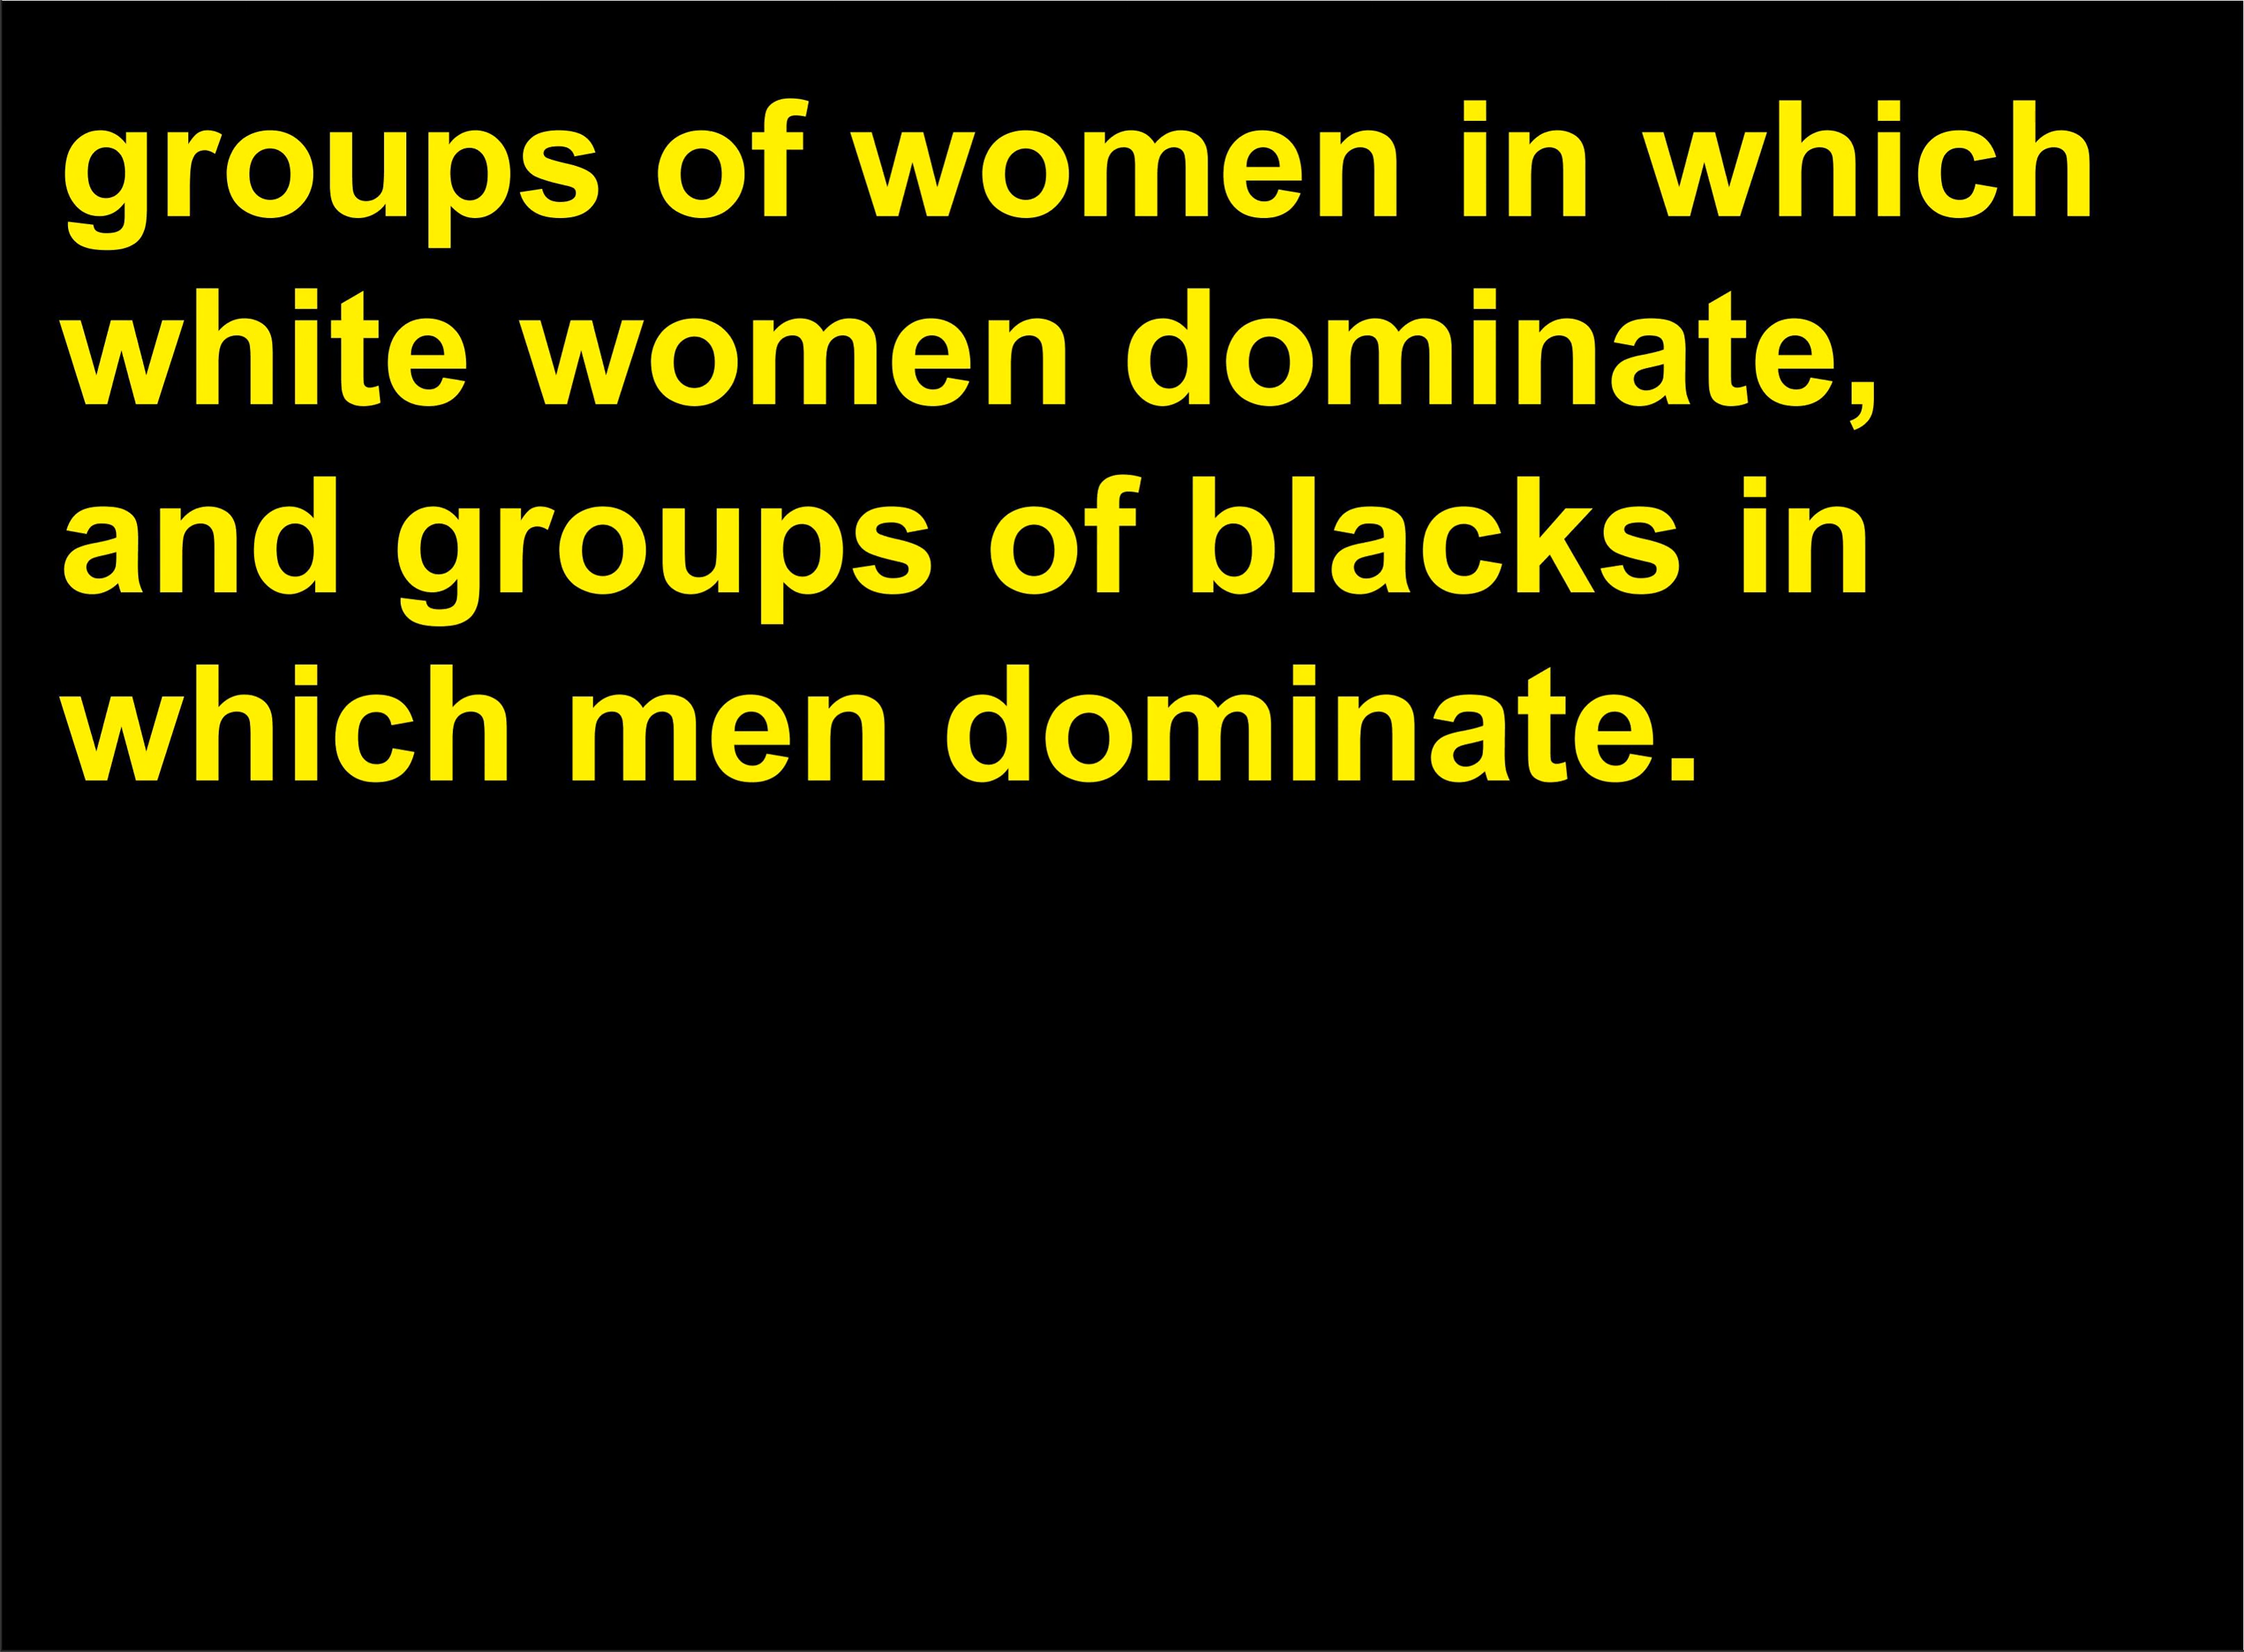 groups of women in which
white women dominate,
and groups of blacks in
which men dominate.